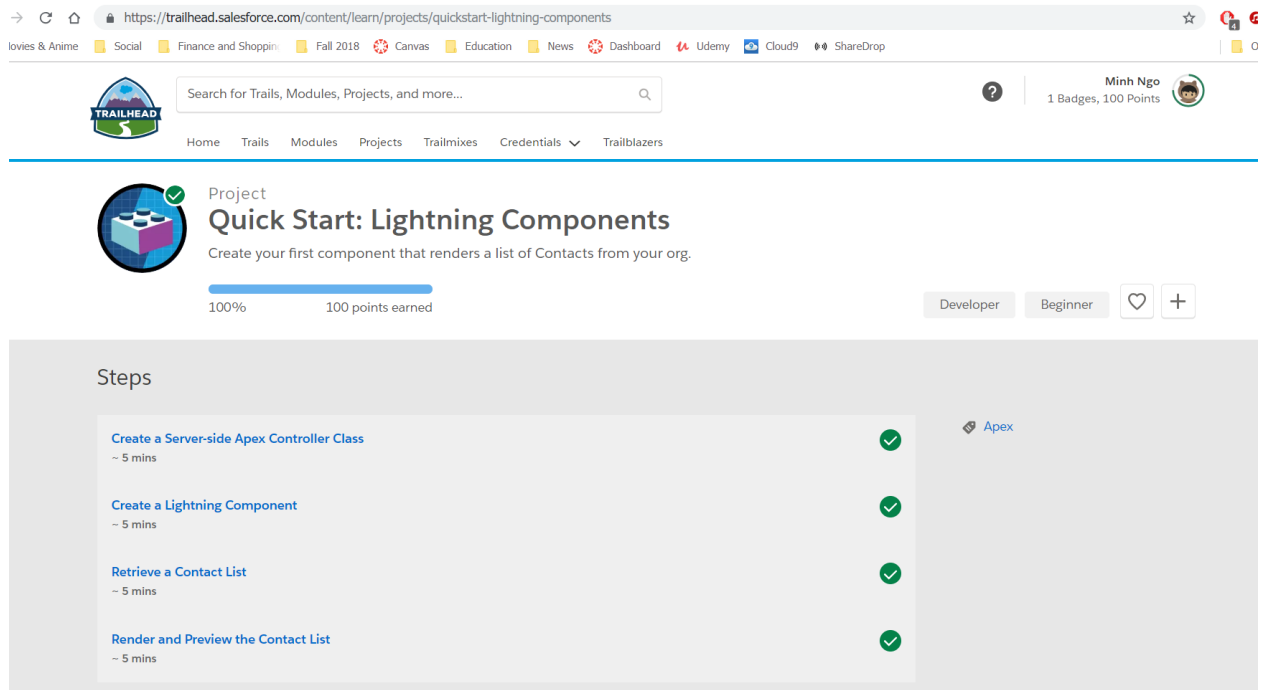 https://trailhead.salesforce.com/content/learn/projects/quickstart-lightning-components
lovies & Anime Social Finance and Shoppin Fall 2018 Canvas Education News Dashboard Udemy Cloud9 ShareDrop
4
TRAILHEAD
Search for Trails, Modules, Projects, and more...
?
Minh Ngo
1 Badges, 100 Points
Home Trails Modules Projects Trailmixes Credentials Trailblazers
Project
Quick Start: Lightning Components
Create your first component that renders a list of Contacts from your org.
100% 100 points earned
Developer Beginner
Steps
Create a Server-side Apex Controller Class
~ 5 mins
Apex
Create a Lightning Component
~ 5 mins
Retrieve a Contact List
~ 5 mins
Render and Preview the Contact List
~ 5 mins